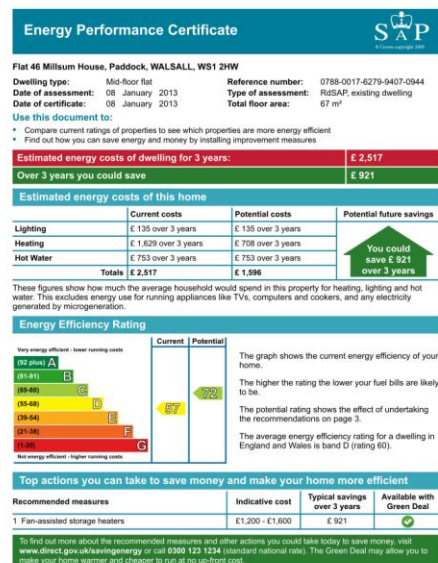 Energy Performance Certificate
SAP
© Crown copyright 2009
Flat 46 Millsum House, Paddock, WALSALL, WS1 2HW
Dwelling type: Mid-floor flat
Date of assessment: 08 January 2013
Date of certificate: 08 January 2013
Reference number: 0788-0017-6279-9407-0944
Type of assessment: RdSAP, existing dwelling
Total floor area: 67 m²
Use this document to:
• Compare current ratings of properties to see which properties are more energy efficient
• Find out how you can save energy and money by installing improvement measures
Estimated energy costs of dwelling for 3 years: £ 2,517
Over 3 years you could save £ 921
Estimated energy costs of this home
Current costs Potential costs Potential future savings
Lighting £ 135 over 3 years £ 135 over 3 years
Heating £ 1,629 over 3 years £ 708 over 3 years
Hot Water £ 753 over 3 years £ 753 over 3 years
Totals £ 2,517 £ 1,596
You could
save £ 921
over 3 years
These figures show how much the average household would spend in this property for heating, lighting and hot
water. This excludes energy use for running appliances like TVs, computers and cookers, and any electricity
generated by microgeneration.
Energy Efficiency Rating
Current Potential
Very energy efficient - lower running costs
(92 plus) A
(81-91) B
(69-80) C
(55-68) D
(39-54) E
(21-38) F
(1-20) G
Not energy efficient - higher running costs
57
72
The graph shows the current energy efficiency of your
home.
The higher the rating the lower your fuel bills are likely
to be.
The potential rating shows the effect of undertaking
the recommendations on page 3.
The average energy efficiency rating for a dwelling in
England and Wales is band D (rating 60).
Top actions you can take to save money and make your home more efficient
Recommended measures Indicative cost Typical savings over 3 years Available with Green Deal
1 Fan-assisted storage heaters £1,200 - £1,600 £ 921
To find out more about the recommended measures and other actions you could take today to save money, visit
www.direct.gov.uk/savingenergy or call 0300 123 1234 (standard national rate). The Green Deal may allow you to
make your home warmer and cheaper to run at no up-front cost.